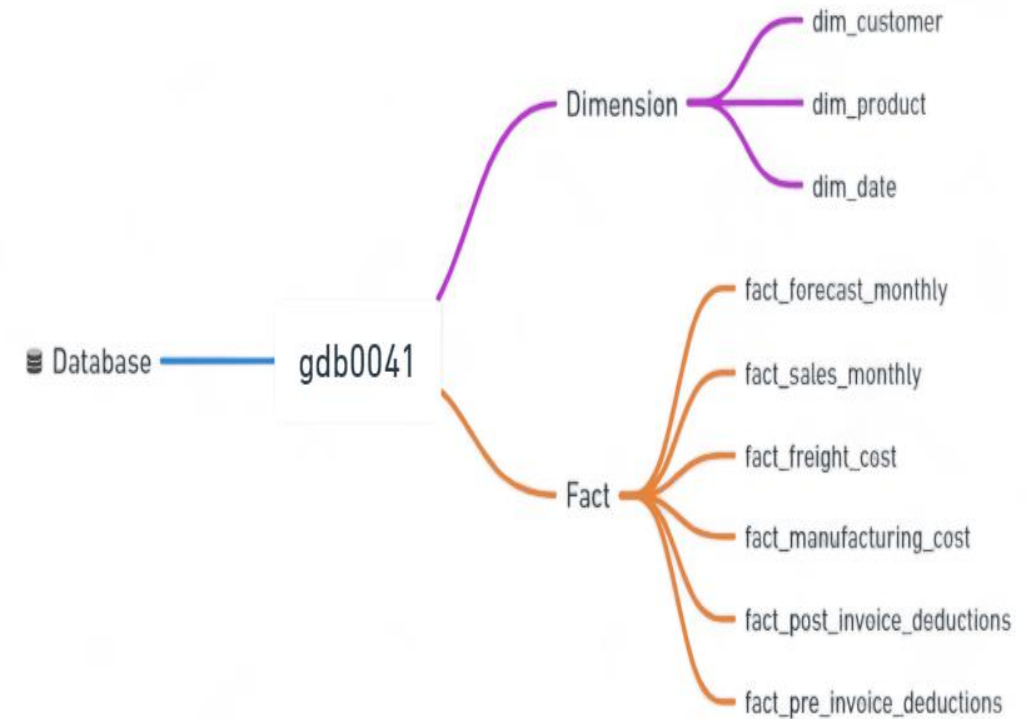 dim_customer
Dimension
dim_product
dim_date
fact_forecast_monthly
Database
gdb0041
fact_sales_monthly
fact_freight_cost
Fact
fact_manufacturing_cost
fact_post_invoice_deductions
fact_pre_invoice_deductions